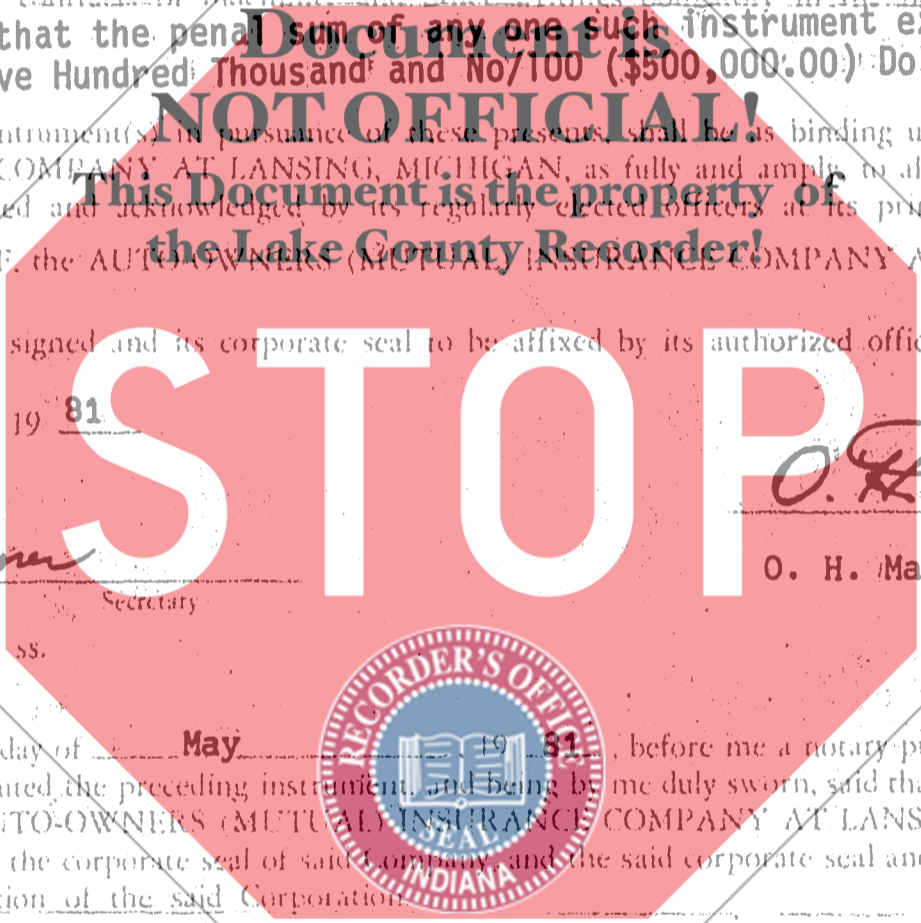 that the penal sum of any one such instrument e
ve Hundred Thousand and No/100 ($500,000.00) Do
Document is
NOT OFFICIAL!
This Document is the property of
the Lake County Recorder!
ntrument(s) in pursuance of these presents, shall be as binding u
COMPANY AT LANSING, MICHIGAN, as fully and amply, to al
ed and acknowledged by its regularly elected officers at its pri
F, the AUTO-OWNERS (MUTUAL) INSURANCE COMPANY A
signed and its corporate seal to be affixed by its authorized offic
19 81
STOP
O. H.
O. H. Ma
Secretary
ss.
day of May 19 81, before me a notary p
uted the preceding instrument, and being by me duly sworn, said tha
TO-OWNERS (MUTUAL) INSURANCE COMPANY AT LANS
the corporate seal of said Company, and the said corporate seal an
tion of the said Corporation.
RECORDER'S OFFICE
SEAL
INDIANA